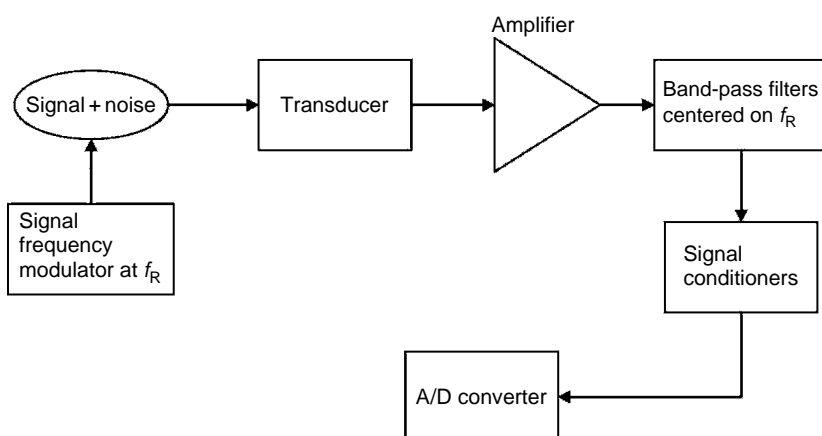 Amplifier
Signal + noise
Transducer
Band-pass filters
centered on fR
Signal
frequency
modulator at fR
Signal
conditioners
A/D converter